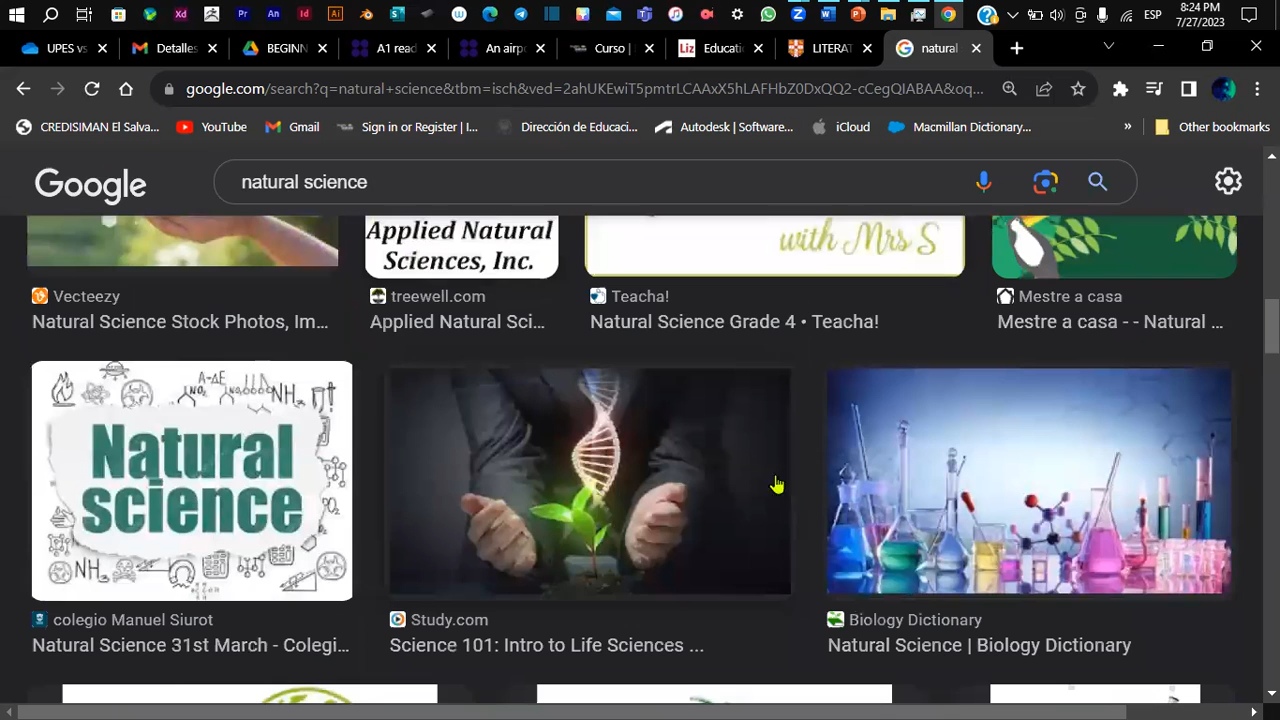 ESP
8:24 PM
7/27/2023
UPES vs
Detalles
BEGINN
A1 read
An airpo
Curso |
Educati
LITERAT
natural
google.com/search?q=natural+science&tbm=isch&ved=2ahUKEwiT5pmtrLCAAxX5hLAFHbZ0DxQQ2-cCegQIABAA&oq...
CREDISIMAN El Salva...
YouTube
Gmail
Sign in or Register | I...
Dirección de Educaci...
Autodesk | Software...
iCloud
Macmillan Dictionary...
»
Other bookmarks
Google
natural science
Applied Natural
Sciences, Inc.
with Mrs S
Vecteezy
treewell.com
Teacha!
Mestre a casa
Natural Science Stock Photos, Im...
Applied Natural Sci...
Natural Science Grade 4 • Teacha!
Mestre a casa - - Natural ...
Natural
science
NH₃
NH₃
colegio Manuel Siurot
Study.com
Biology Dictionary
Natural Science 31st March - Colegi...
Science 101: Intro to Life Sciences ...
Natural Science | Biology Dictionary